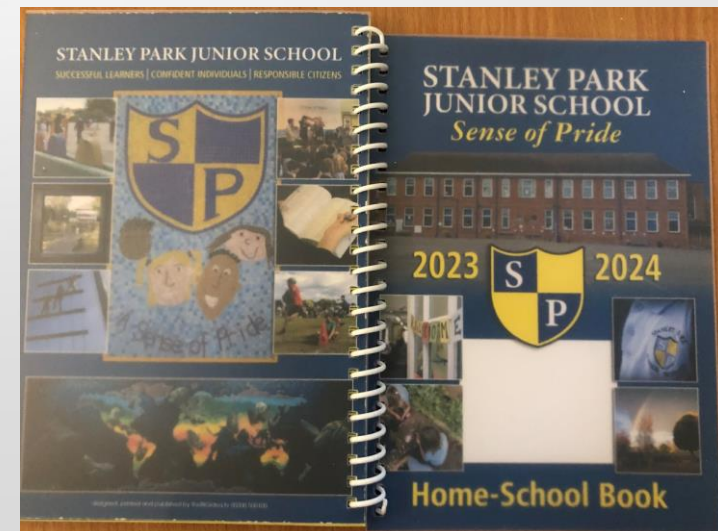 STANLEY PARK JUNIOR SCHOOL
SUCCESSFUL LEARNERS | CONFIDENT INDIVIDUALS | RESPONSIBLE CITIZENS
S
P
A Sense of Pride
STANLEY PARK
JUNIOR SCHOOL
Sense of Pride
2023 2024
S
P
Home-School Book